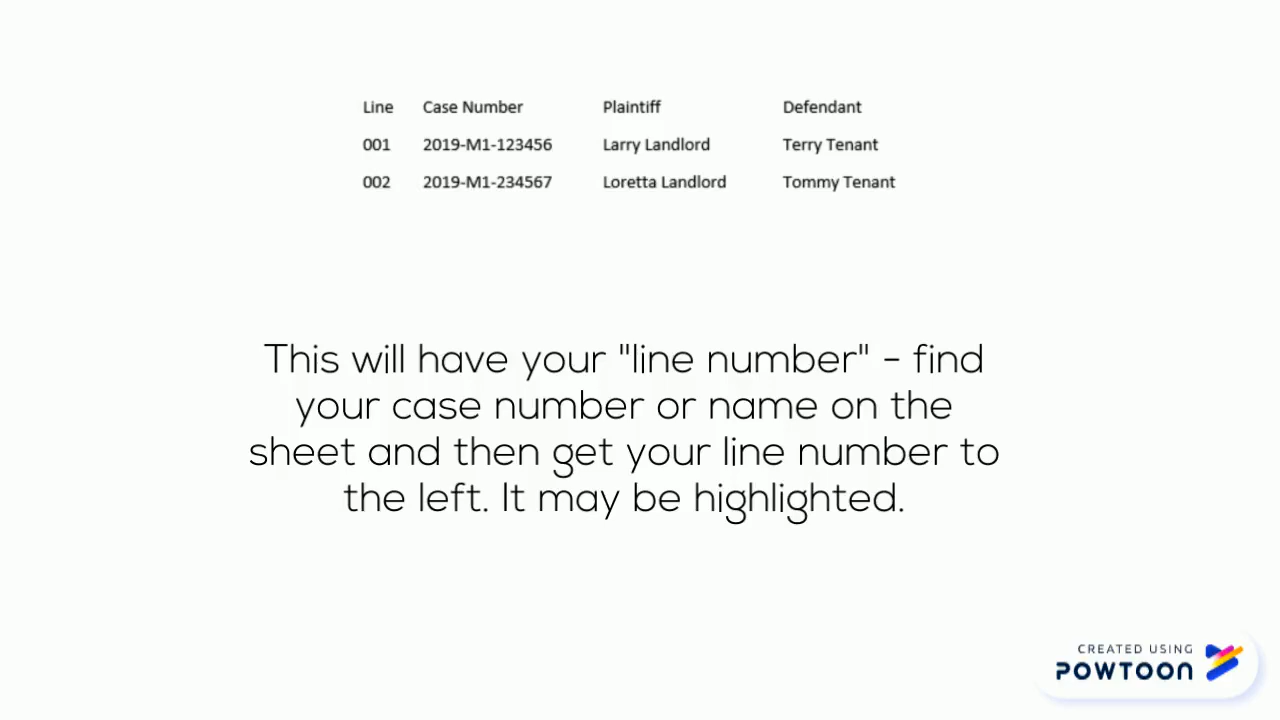 Line Case Number Plaintiff Defendant
001 2019-M1-123456 Larry Landlord Terry Tenant
002 2019-M1-234567 Loretta Landlord Tommy Tenant
This will have your "line number" - find
your case number or name on the
sheet and then get your line number to
the left. It may be highlighted.
CREATED USING
POWTOON